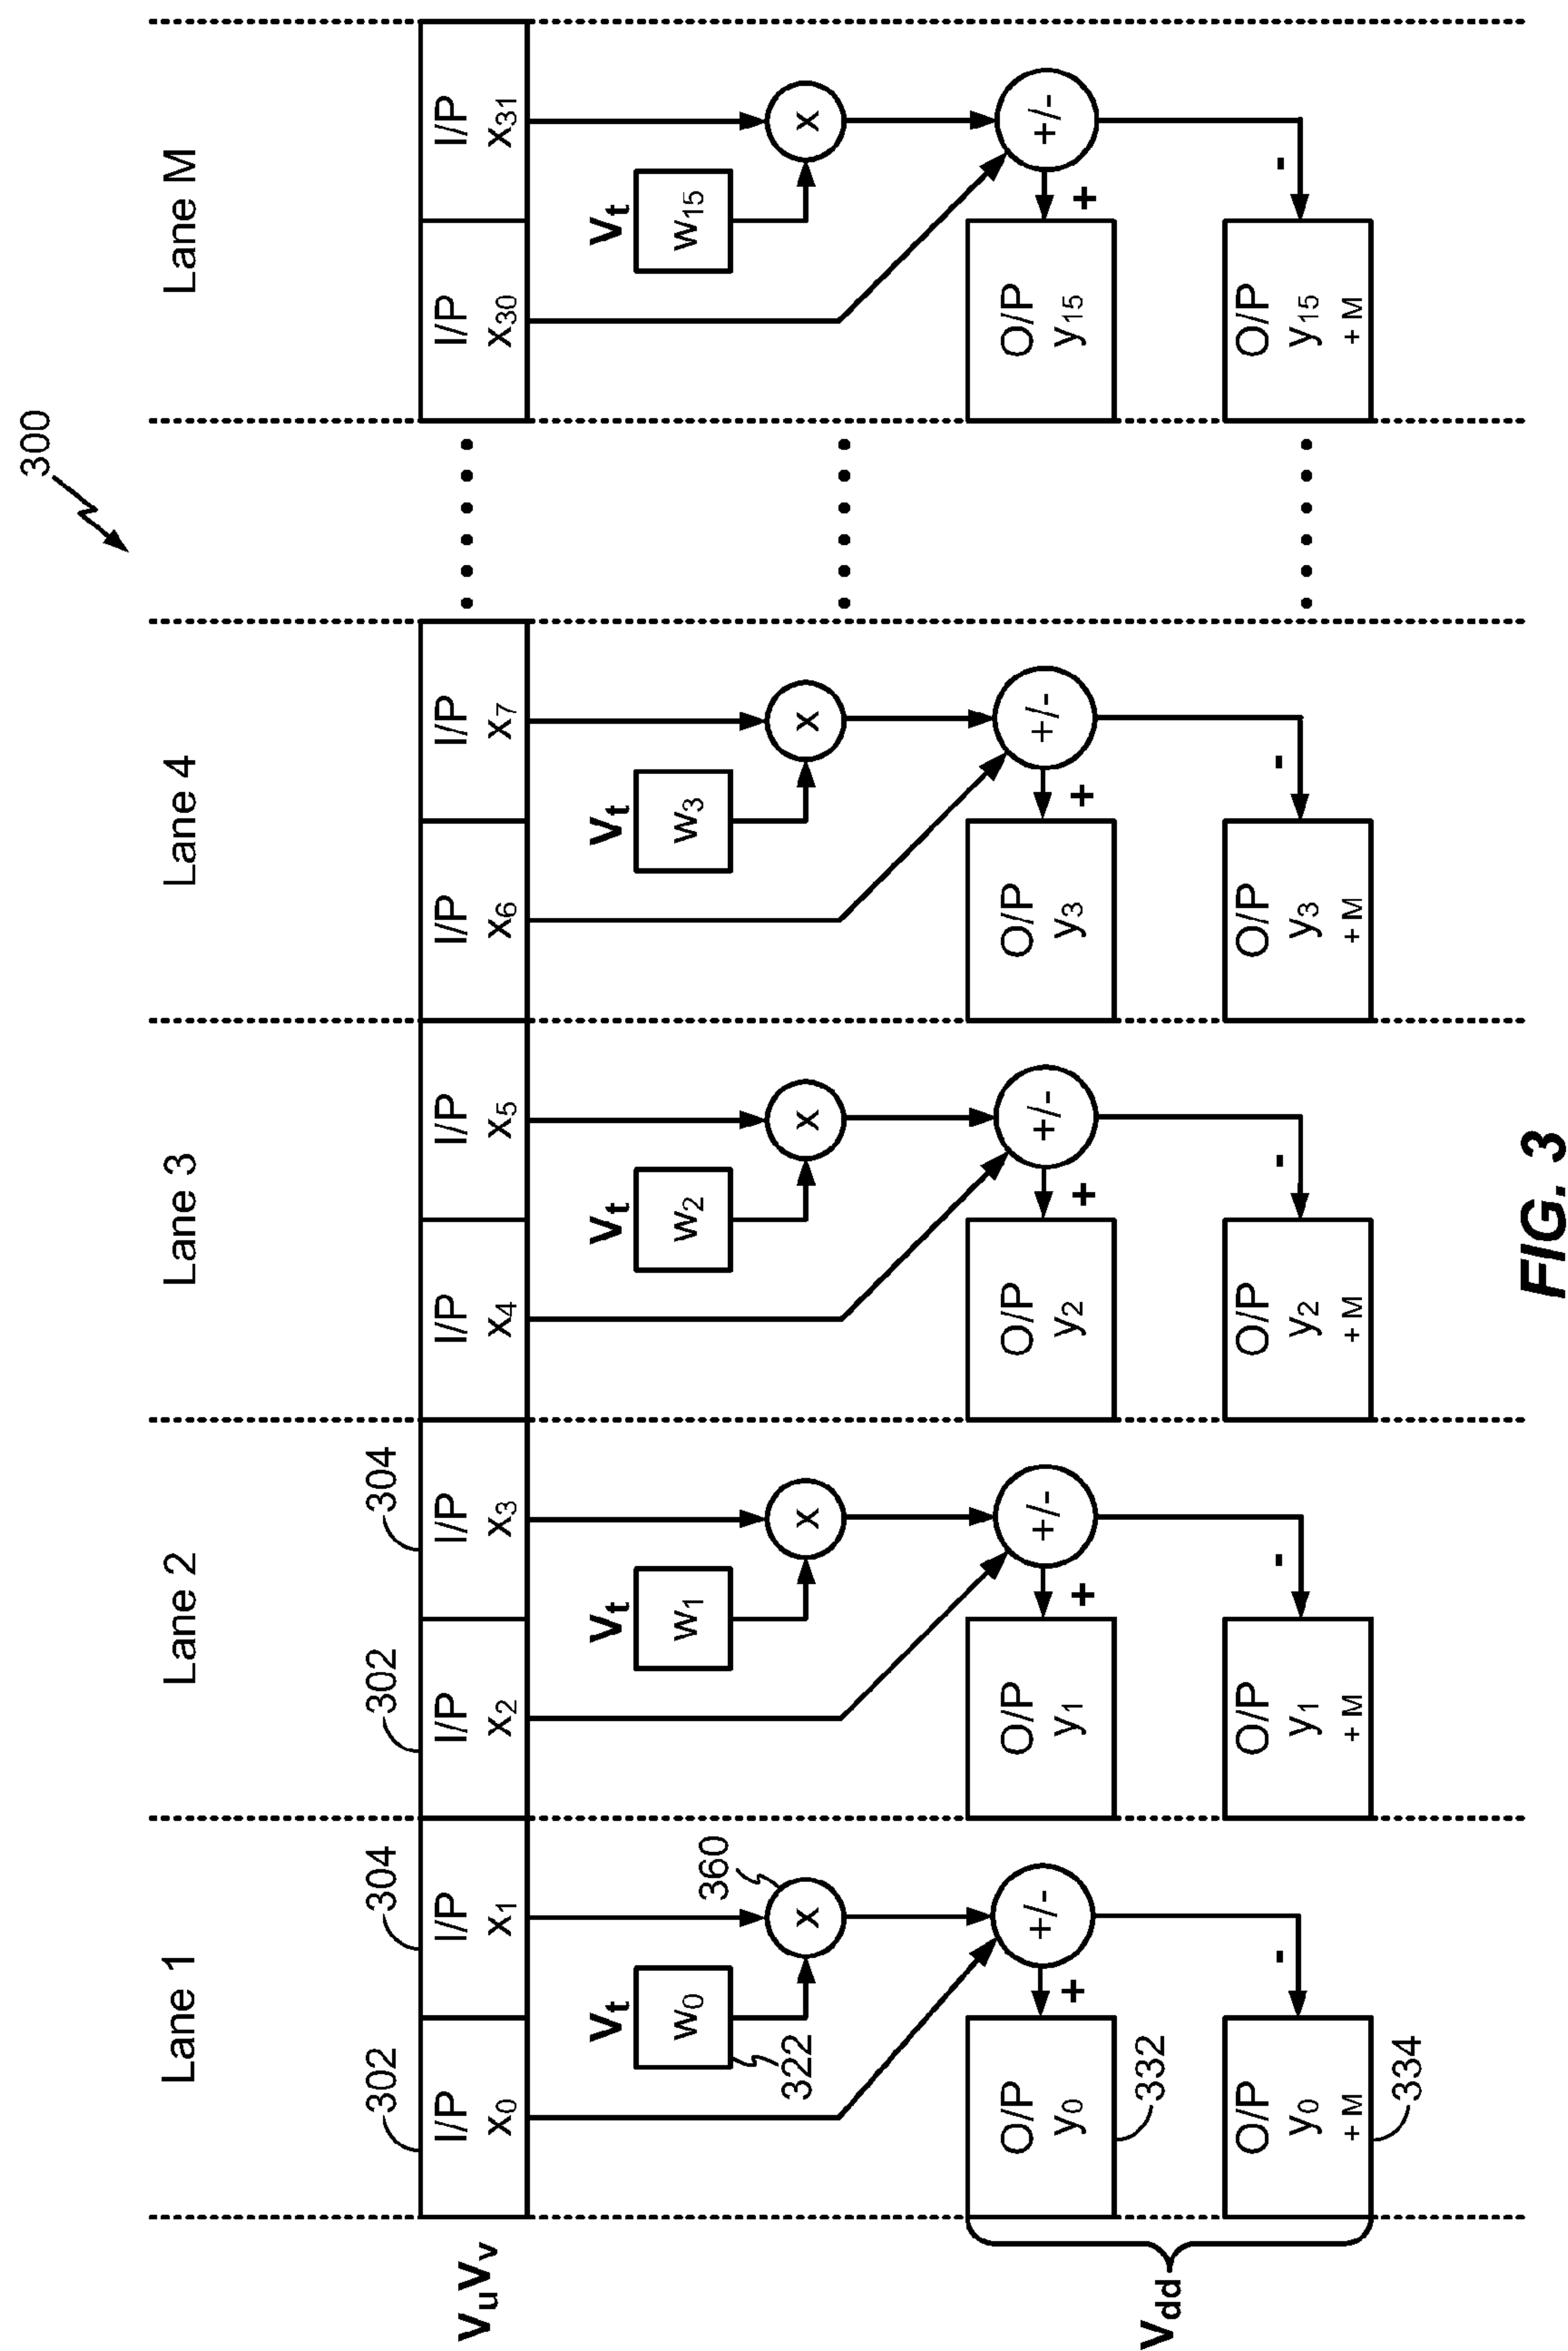 300
Lane 1
Lane 2
Lane 3
Lane 4
Lane M
302
304
302
304
VuVv
I/P x0
I/P x1
I/P x2
I/P x3
I/P x4
I/P x5
I/P x6
I/P x7
I/P x30
I/P x31
Vt
Vt
Vt
Vt
Vt
w0
w1
w2
w3
w15
322
360
x
x
x
x
x
+/-
+/-
+/-
+/-
+/-
+
+
+
+
+
O/P y0
O/P y1
O/P y2
O/P y3
O/P y15
332
Vdd
-
-
-
-
-
O/P y0 + M
O/P y1 + M
O/P y2 + M
O/P y3 + M
O/P y15 + M
334
FIG. 3